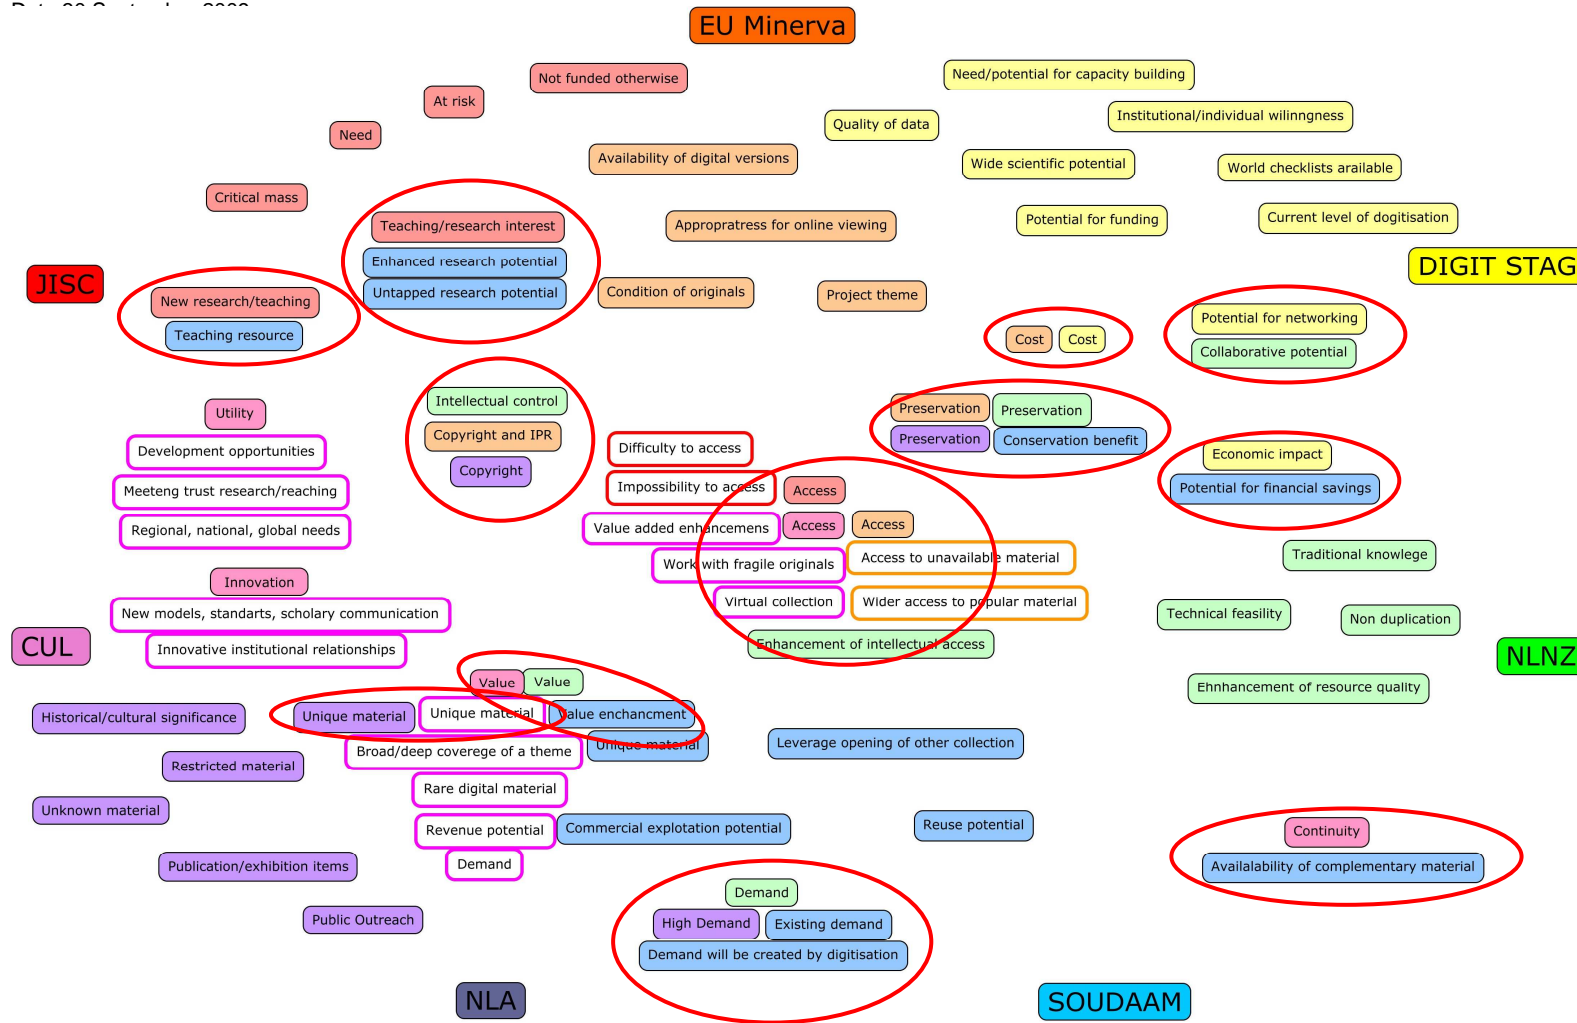 EU Minerva
Not funded otherwise
Need/potential for capacity building
At risk
Institutional/individual wilinngness
Quality of data
Need
Availability of digital versions
Wide scientific potential
World checklists arailable
Critical mass
Teaching/research interest
Appropratress for online viewing
Potential for funding
Current level of dogitisation
Enhanced research potential
Untapped research potential
JISC
DIGIT STAG
New research/teaching
Teaching resource
Condition of originals
Project theme
Cost
Cost
Potential for networking
Collaborative potential
Intellectual control
Copyright and IPR
Copyright
Preservation
Preservation
Preservation
Conservation benefit
Utility
Development opportunities
Meeteng trust research/reaching
Regional, national, global needs
Difficulty to access
Impossibility to access
Access
Value added enhancemens
Access
Access
Work with fragile originals
Access to unavailable material
Virtual collection
Wider access to popular material
Enhancement of intellectual access
Economic impact
Potential for financial savings
Traditional knowlege
Technical feasility
Non duplication
Innovation
New models, standarts, scholary communication
Innovative institutional relationships
CUL
NLNZ
Ehnhancement of resource quality
Value
Value
Historical/cultural significance
Unique material
Unique material
Value enchancment
Broad/deep coverege of a theme
Unique material
Leverage opening of other collection
Restricted material
Rare digital material
Unknown material
Revenue potential
Commercial explotation potential
Reuse potential
Continuity
Availalability of complementary material
Demand
Publication/exhibition items
Public Outreach
Demand
High Demand
Existing demand
Demand will be created by digitisation
NLA
SOUDAAM